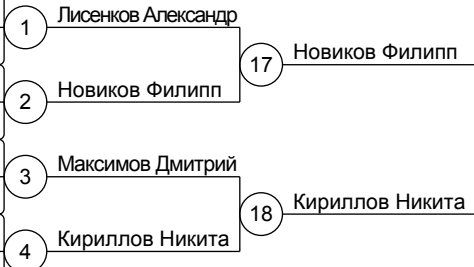 1 Лисенков Александр
17 Новиков Филипп
2 Новиков Филипп
3 Максимов Дмитрий
18 Кириллов Никита
4 Кириллов Никита